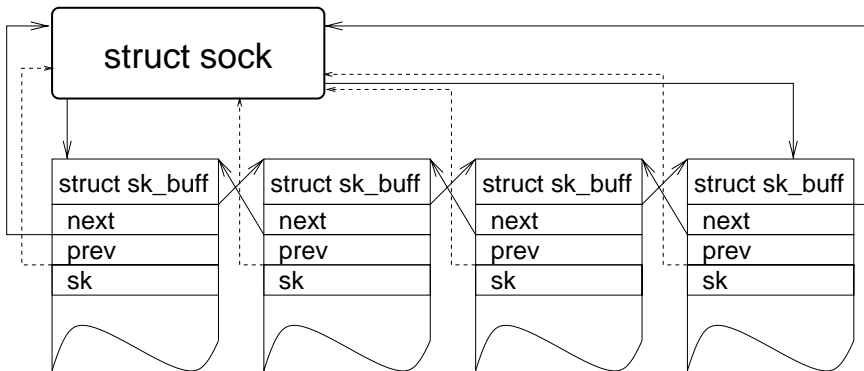 struct sock
struct sk_buff struct sk_buff struct sk_buff struct sk_buff
next next next next
prev prev prev prev
sk sk sk sk